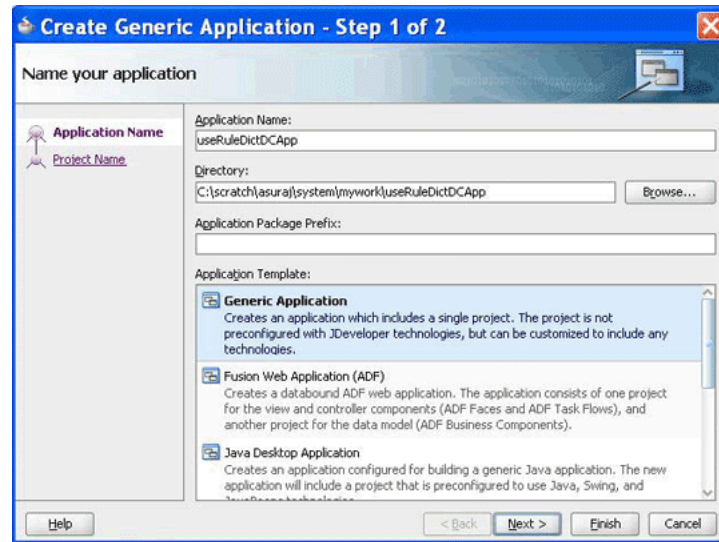 Create Generic Application - Step 1 of 2
Name your application
Application Name
Project Name
Application Name:
useRuleDictDCApp
Directory:
C:\scratch\asuraj\system\mywork\useRuleDictDCApp
Browse...
Application Package Prefix:
Application Template:
Generic Application
Creates an application which includes a single project. The project is not
preconfigured with JDeveloper technologies, but can be customized to include any
technologies.
Fusion Web Application (ADF)
Creates a databound ADF web application. The application consists of one project
for the view and controller components (ADF Faces and ADF Task Flows), and
another project for the data model (ADF Business Components).
Java Desktop Application
Creates an application configured for building a generic Java application. The new
application will include a project that is preconfigured to use Java, Swing, and
Help
< Back
Next >
Finish
Cancel